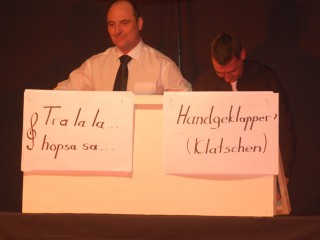 Tra la la...
hopsa sa...
Handgeklapper,
(Klatschen)